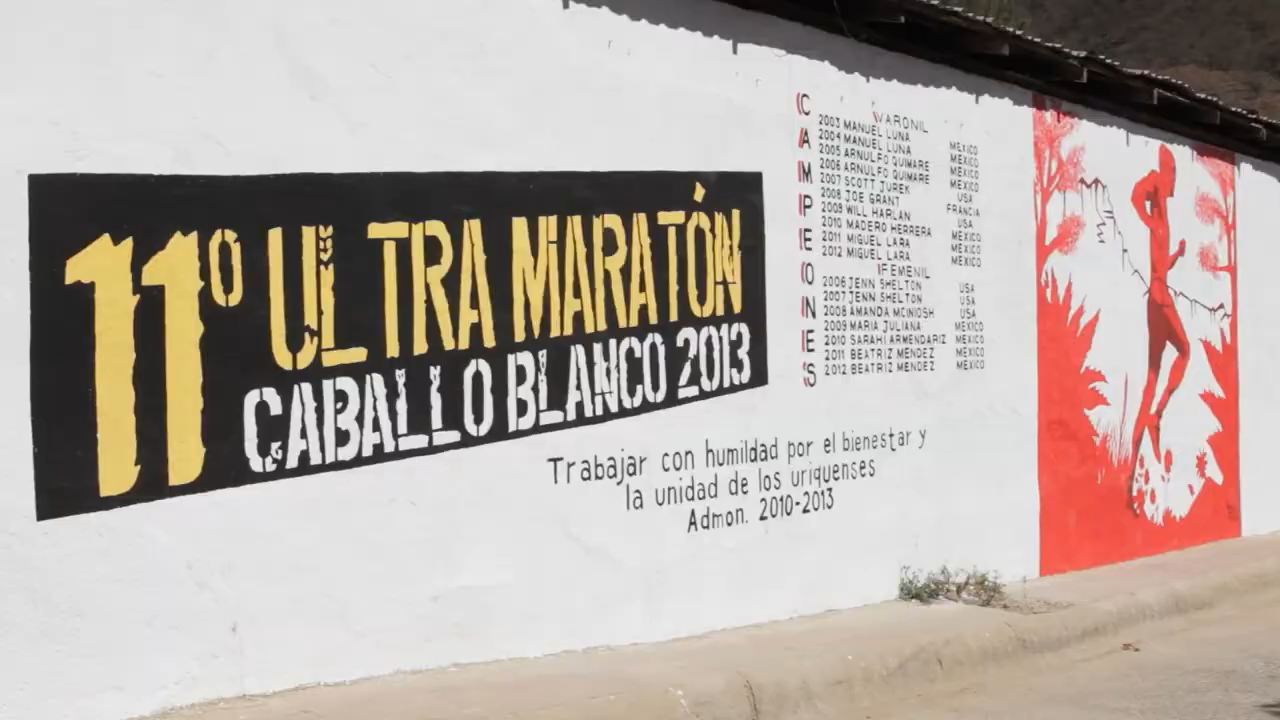 11º ULTRA MARATÓN
CABALLO BLANCO 2013
CAMPEONES
VARONIL
2003 MANUEL LUNA MEXICO
2004 MANUEL LUNA MEXICO
2005 ARNULFO QUIMARE MEXICO
2006 ARNULFO QUIMARE MEXICO
2007 SCOTT JUREK USA
2008 JOE GRANT FRANCIA
2009 WILL HARLAN USA
2010 MADERO HERRERA MEXICO
2011 MIGUEL LARA MEXICO
2012 MIGUEL LARA MEXICO
FEMENIL
2006 JENN SHELTON USA
2007 JENN SHELTON USA
2008 AMANDA MCINIOSH USA
2009 MARIA JULIANA MEXICO
2010 SARAHI ARMENDARIZ MEXICO
2011 BEATRIZ MENDEZ MEXICO
2012 BEATRIZ MENDEZ MEXICO
Trabajar con humildad por el bienestar y
la unidad de los uriquenses
Admon. 2010-2013